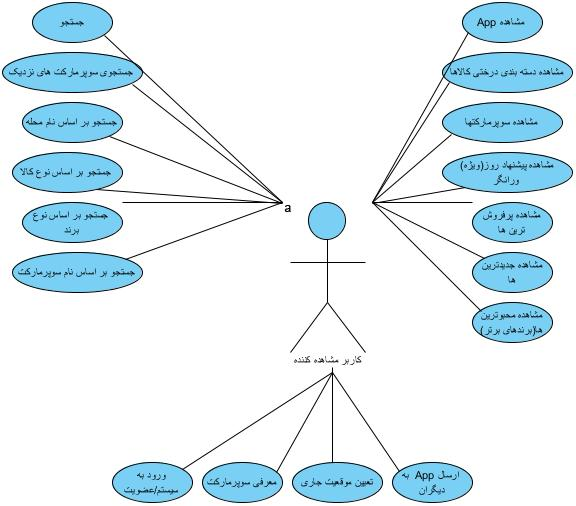 جستجو
جستجوی سوپرمارکت های نزدیک
جستجو بر اساس نام محله
جستجو بر اساس نوع کالا
جستجو بر اساس نوع
برند
جستجو بر اساس نام سوپرمارکت
مشاهده App
مشاهده دسته بندی درختی کالاها
مشاهده سوپرمارکتها
مشاهده پیشنهاد روز(ویژه)
ورانگر
مشاهده پرفروش
ترین ها
مشاهده جدیدترین
ها
مشاهده محبوبترین
ها(برندهای برتر)
a
کاربر مشاهده کننده
ورود به
سیستم/عضویت
معرفی سوپرمارکت
تعیین موقعیت جاری
ارسال App به
دیگران